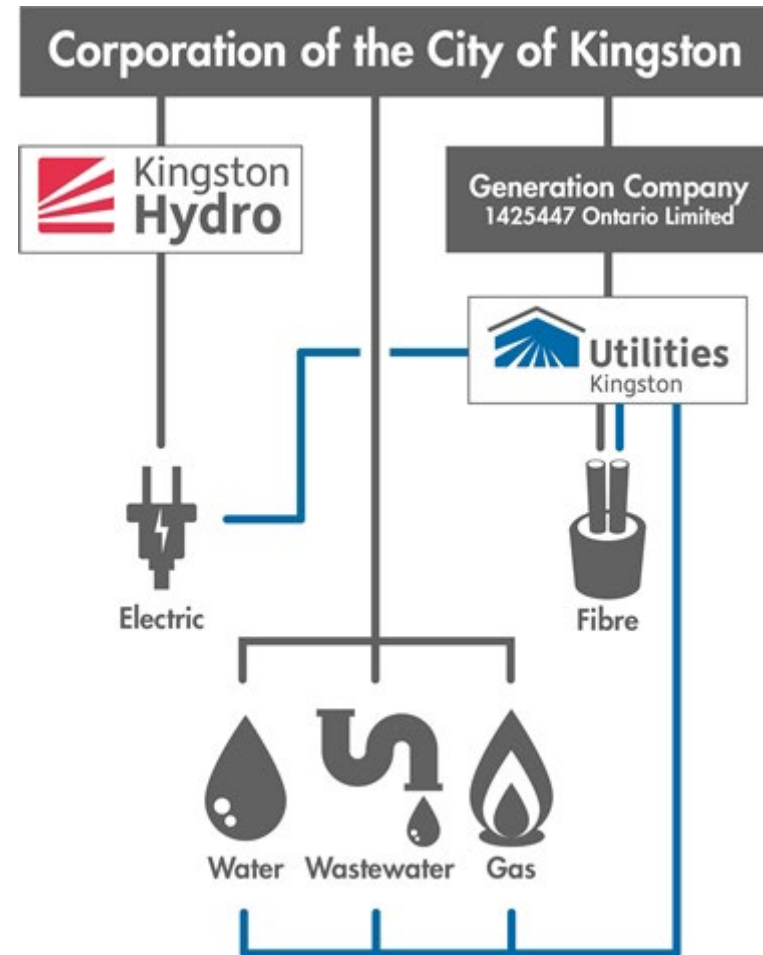 Corporation of the City of Kingston
Kingston
Hydro
Generation Company
1425447 Ontario Limited
Utilities
Kingston
Electric
Fibre
Water
Wastewater
Gas